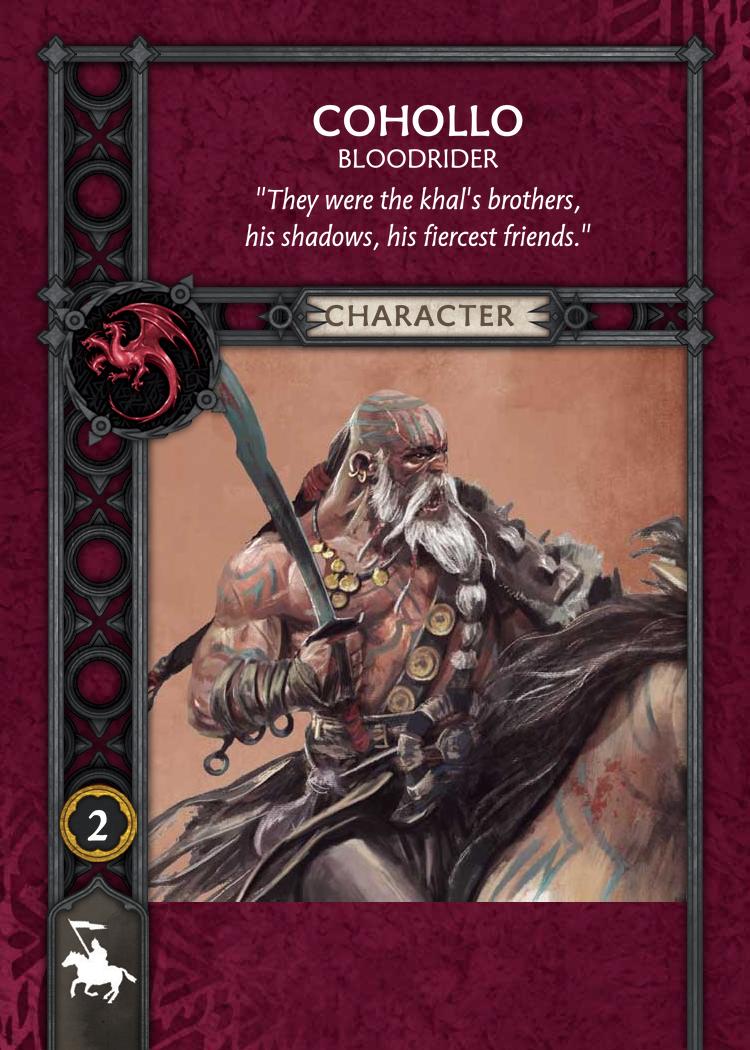 COHOLLO
BLOODRIDER
"They were the khal's brothers,
his shadows, his fiercest friends."
CHARACTER
2